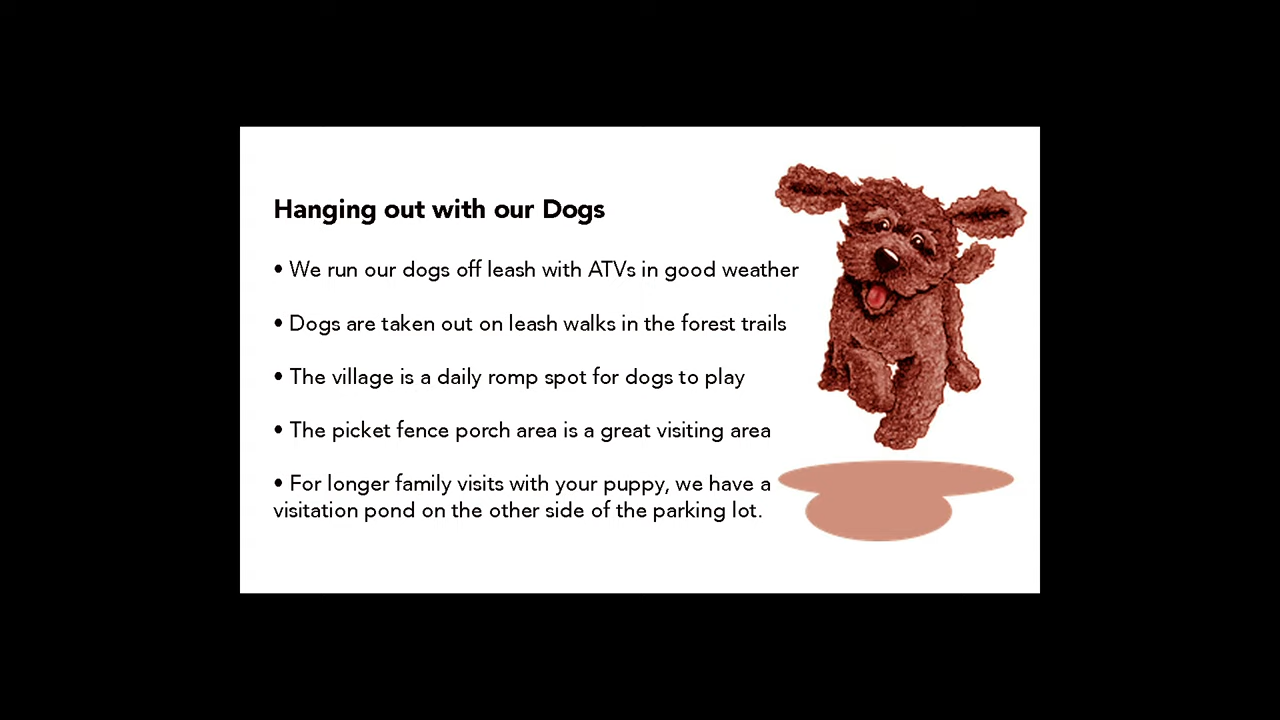 Hanging out with our Dogs
• We run our dogs off leash with ATVs in good weather
• Dogs are taken out on leash walks in the forest trails
• The village is a daily romp spot for dogs to play
• The picket fence porch area is a great visiting area
• For longer family visits with your puppy, we have a
visitation pond on the other side of the parking lot.